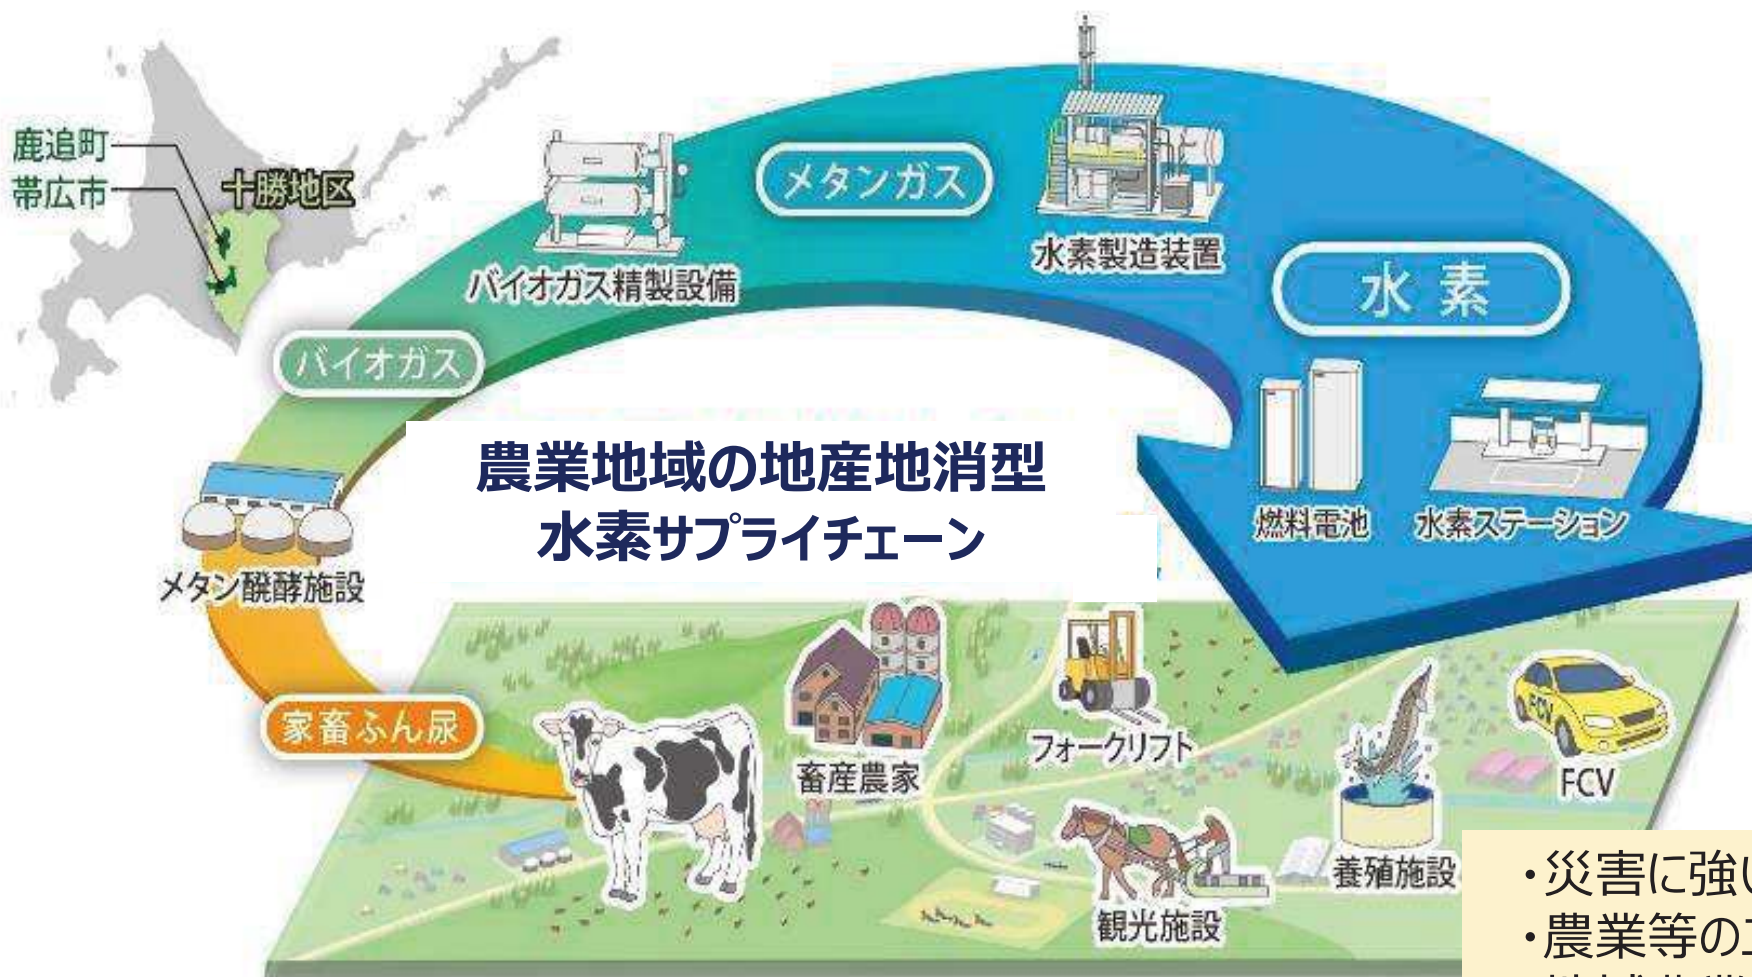 鹿追町
帯広市
十勝地区
メタンガス
水素製造装置
バイオガス精製設備
水素
バイオガス
農業地域の地産地消型
水素サプライチェーン
燃料電池
水素ステーション
メタン醗酵施設
家畜ふん尿
畜産農家
フォークリフト
FCV
FCV
養殖施設
観光施設
・災害に強い
・農業等の